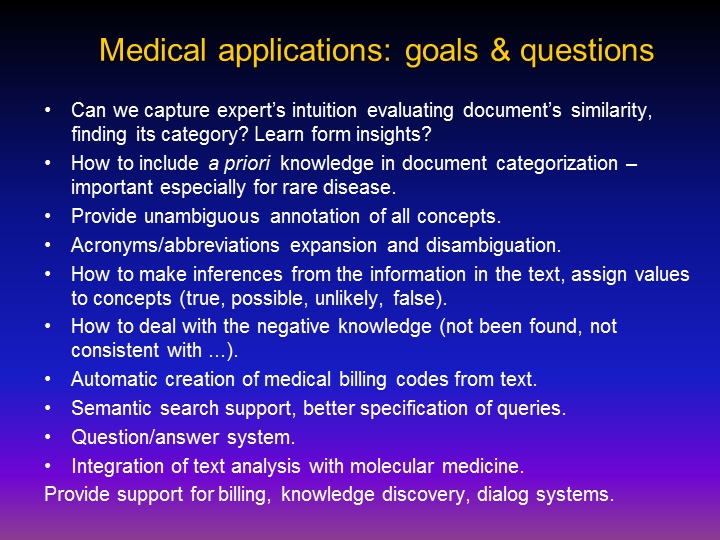 Medical applications: goals & questions
• Can we capture expert’s intuition evaluating document’s similarity,
finding its category? Learn form insights?
• How to include a priori knowledge in document categorization –
important especially for rare disease.
• Provide unambiguous annotation of all concepts.
• Acronyms/abbreviations expansion and disambiguation.
• How to make inferences from the information in the text, assign values
to concepts (true, possible, unlikely, false).
• How to deal with the negative knowledge (not been found, not
consistent with ...).
• Automatic creation of medical billing codes from text.
• Semantic search support, better specification of queries.
• Question/answer system.
• Integration of text analysis with molecular medicine.
Provide support for billing, knowledge discovery, dialog systems.